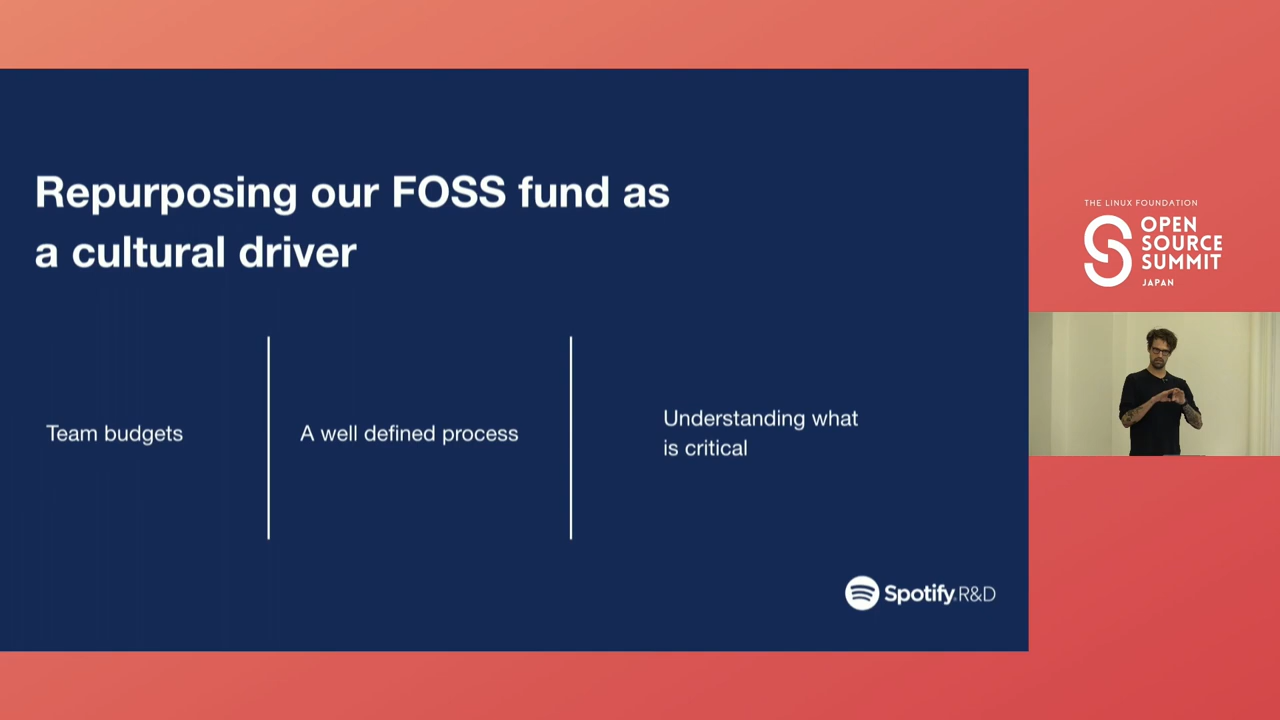 Repurposing our FOSS fund as
a cultural driver
Team budgets
A well defined process
Understanding what
is critical
Spotify R&D
THE LINUX FOUNDATION
OPEN
SOURCE
SUMMIT
JAPAN